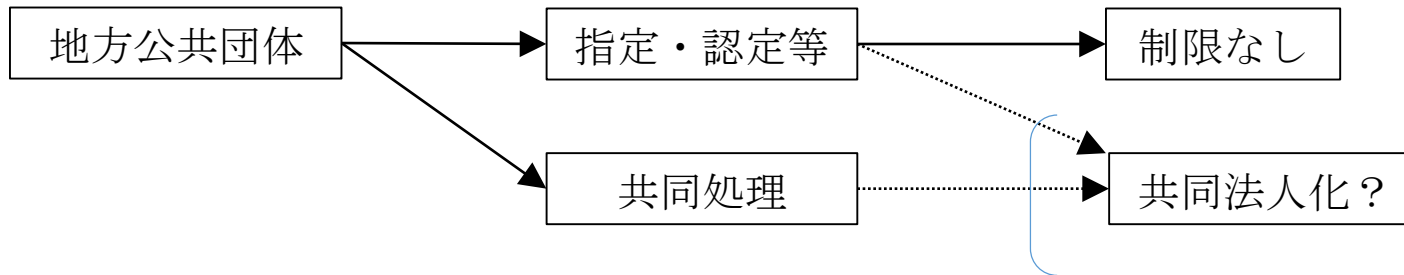 地方公共団体
指定・認定等
制限なし
共同処理
共同法人化？